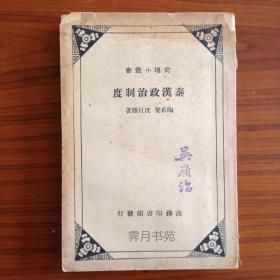 書叢小地史
度制治政漢秦
著塵巨沈 聖希陶
吳廣治
行發館書印務商
霁月书苑